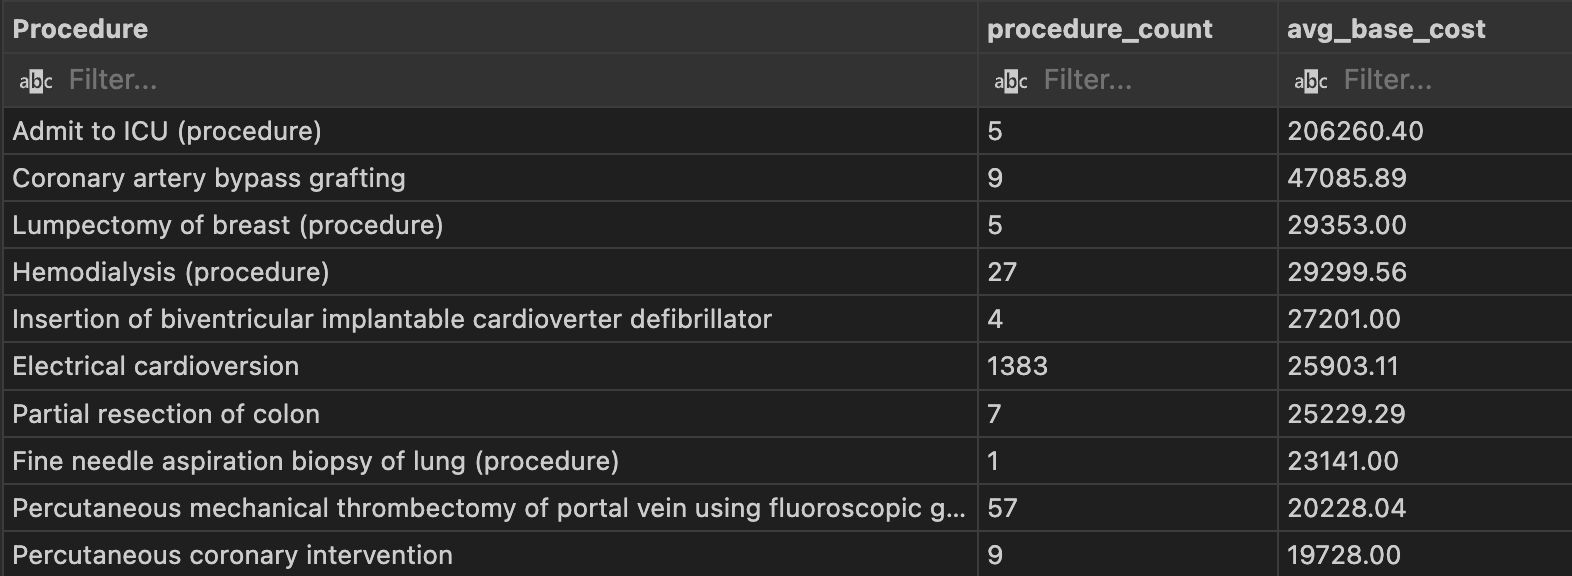 Procedure procedure_count avg_base_cost
abc Filter... abc Filter... abc Filter...
Admit to ICU (procedure) 5 206260.40
Coronary artery bypass grafting 9 47085.89
Lumpectomy of breast (procedure) 5 29353.00
Hemodialysis (procedure) 27 29299.56
Insertion of biventricular implantable cardioverter defibrillator 4 27201.00
Electrical cardioversion 1383 25903.11
Partial resection of colon 7 25229.29
Fine needle aspiration biopsy of lung (procedure) 1 23141.00
Percutaneous mechanical thrombectomy of portal vein using fluoroscopic g... 57 20228.04
Percutaneous coronary intervention 9 19728.00